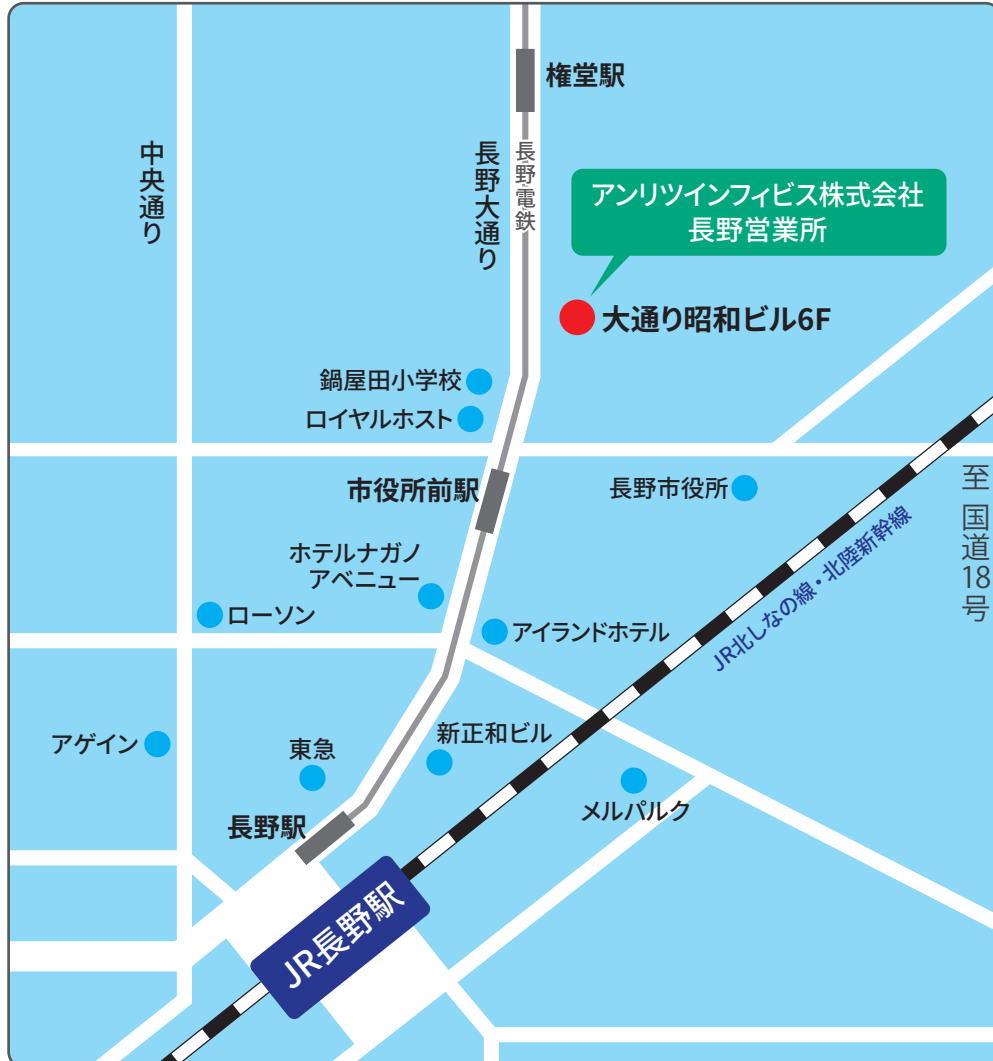 権堂駅
中央通り
長野大通り
長野電鉄
アンリツインフィビス株式会社
長野営業所
大通り昭和ビル6F
鍋屋田小学校
ロイヤルホスト
市役所前駅
長野市役所
至 国道18号
JR北しなの線・北陸新幹線
ホテルナガノ
アベニュー
ローソン
アイランドホテル
アゲイン
東急
新正和ビル
メルパルク
長野駅
JR長野駅